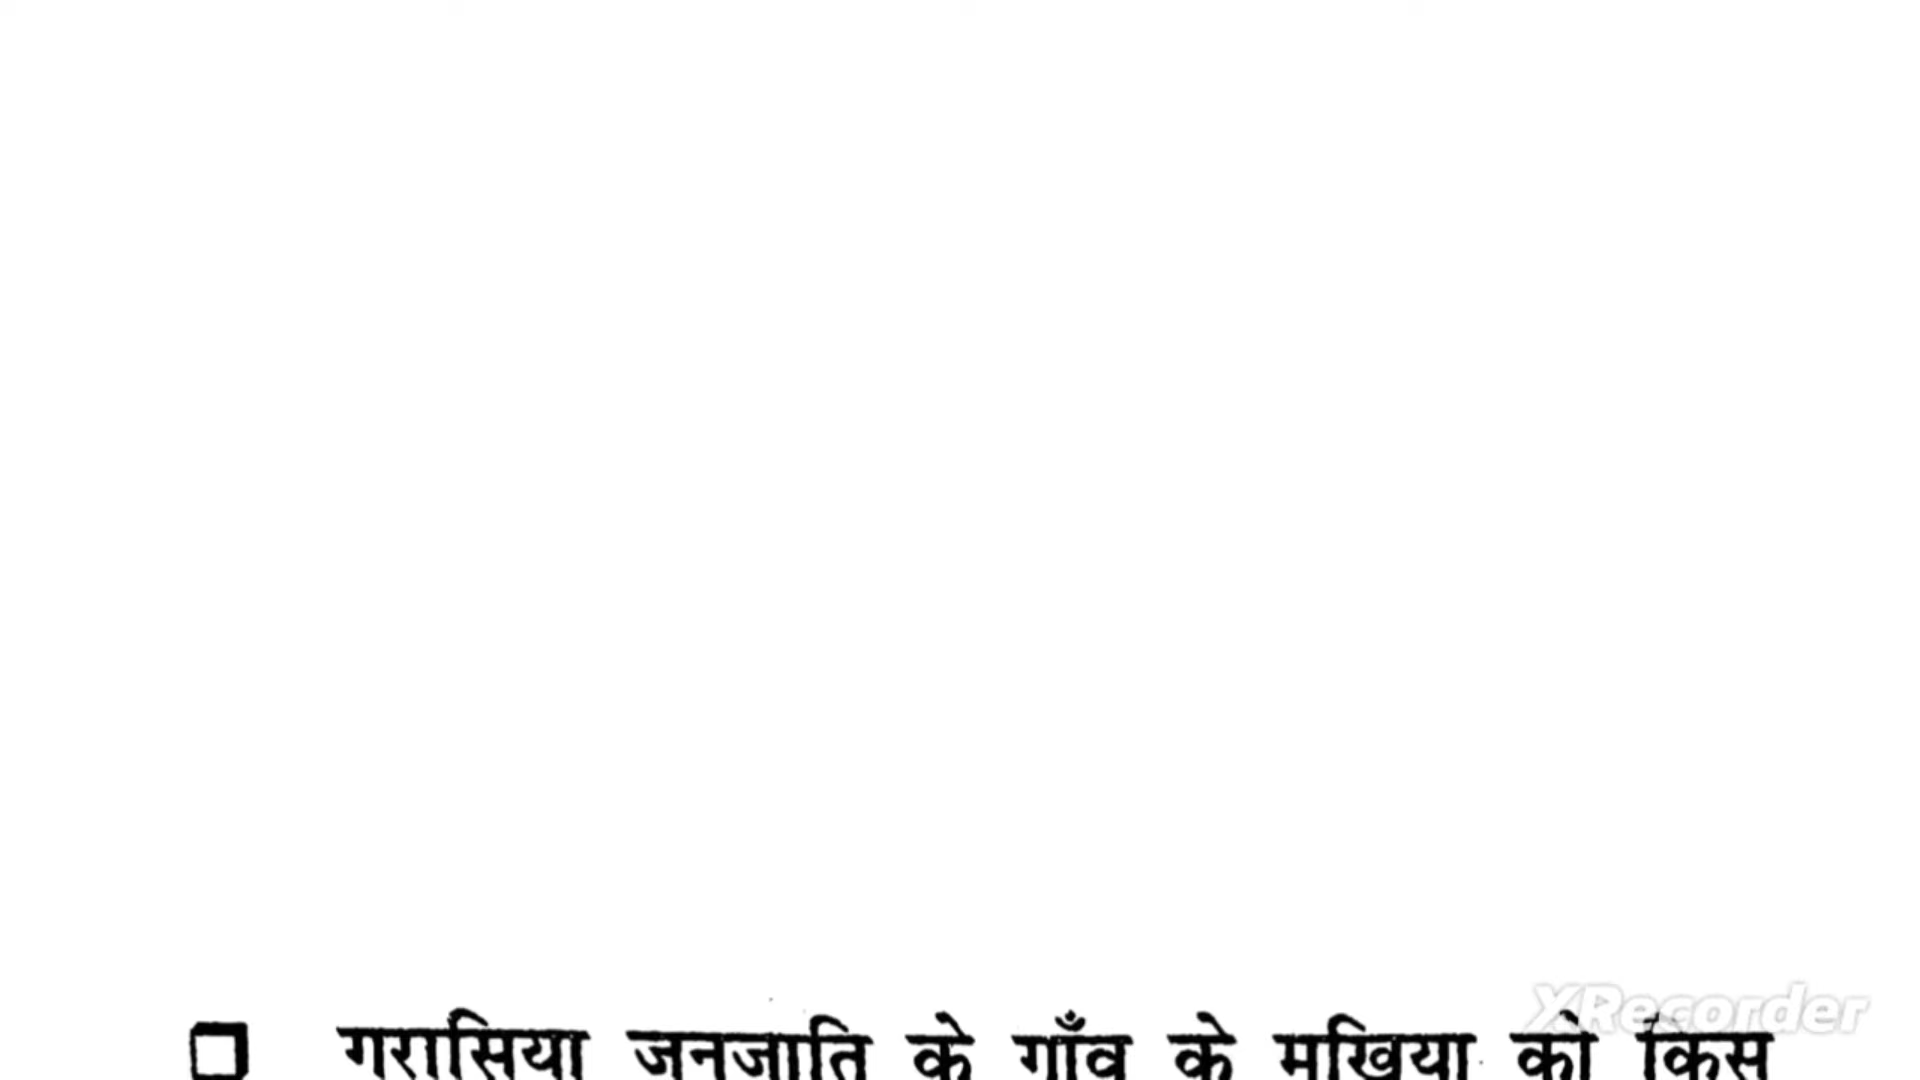 XRecorder
□ गरासिया जनजाति के गाँव के मुखिया को किस